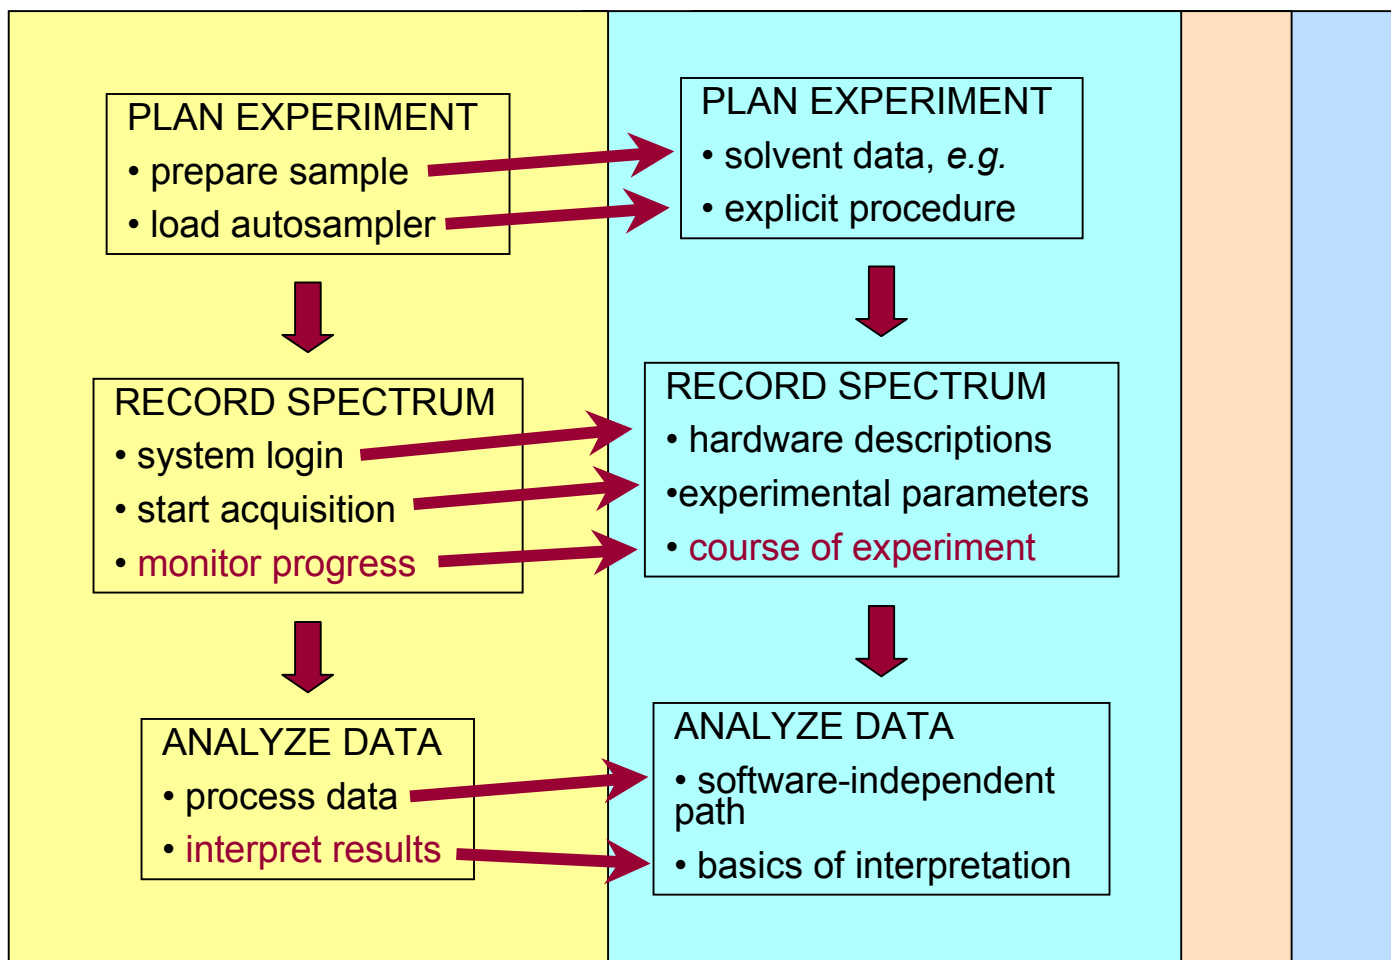 PLAN EXPERIMENT
• prepare sample
• load autosampler
RECORD SPECTRUM
• system login
• start acquisition
• monitor progress
ANALYZE DATA
• process data
• interpret results
PLAN EXPERIMENT
• solvent data, e.g.
• explicit procedure
RECORD SPECTRUM
• hardware descriptions
•experimental parameters
• course of experiment
ANALYZE DATA
• software-independent
path
• basics of interpretation